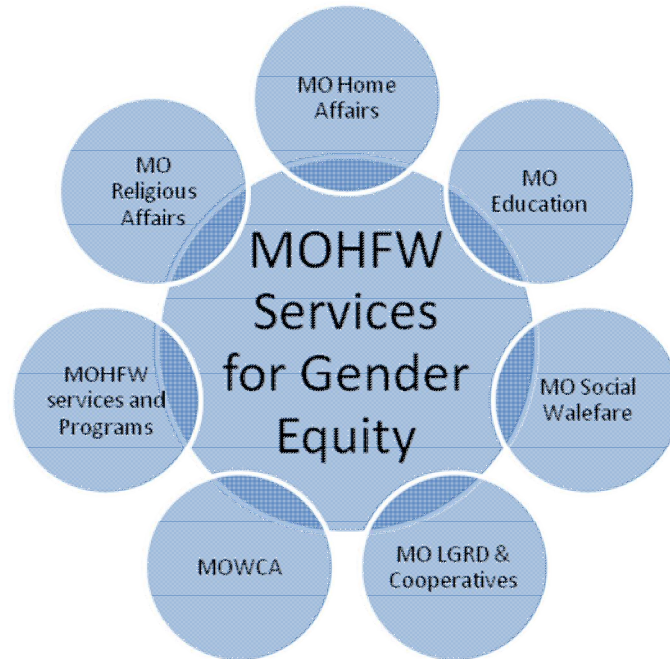 MO Home
Affairs
MO
Religious
Affairs
MO
Education
MOHFW
Services
for Gender
Equity
MOHFW
services and
Programs
MO Social
Walefare
MOWCA
MO LGRD &
Cooperatives